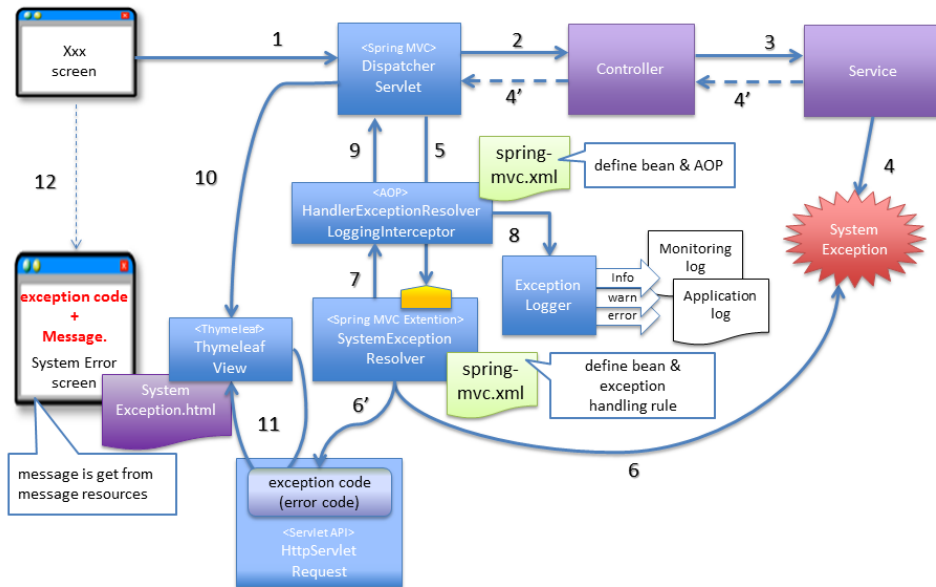 Xxx
screen
1
<Spring MVC>
Dispatcher
Servlet
2
4’
Controller
3
4’
Service
4
System
Exception
9
5
spring-
mvc.xml
define bean & AOP
10
12
<AOP>
HandlerExceptionResolver
LoggingInterceptor
8
7
Exception
Logger
Info
warn
error
Monitoring
log
Application
log
exception code
+
Message.
System Error
screen
<Thymeleaf>
Thymeleaf
View
<Spring MVC Extention>
SystemException
Resolver
spring-
mvc.xml
define bean &
exception
handling rule
System
Exception.html
11
6’
6
message is get from
message resources
exception code
(error code)
<Servlet API>
HttpServlet
Request